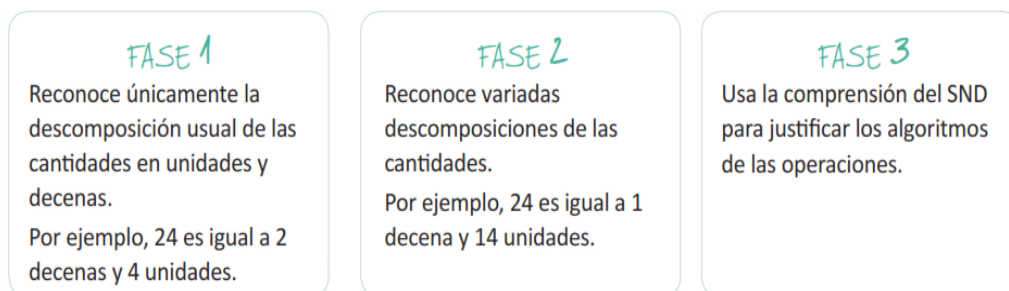 FASE 1
Reconoce únicamente la
descomposición usual de las
cantidades en unidades y
decenas.
Por ejemplo, 24 es igual a 2
decenas y 4 unidades.
FASE 2
Reconoce variadas
descomposiciones de las
cantidades.
Por ejemplo, 24 es igual a 1
decena y 14 unidades.
FASE 3
Usa la comprensión del SND
para justificar los algoritmos
de las operaciones.